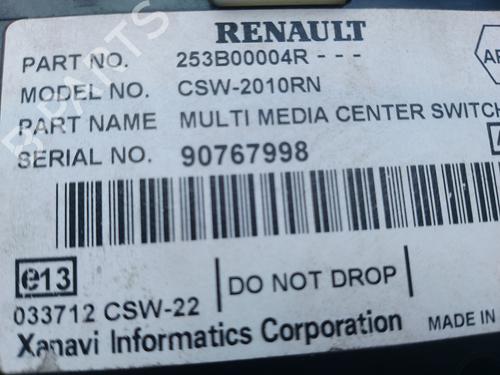 RENAULT
PART NO. 253B00004R - - -
MODEL NO. CSW-2010RN
PART NAME MULTI MEDIA CENTER SWITCH
SERIAL NO. 90767998
e13
DO NOT DROP
033712 CSW-22
Xanavi Informatics Corporation
MADE IN
B-PARTS